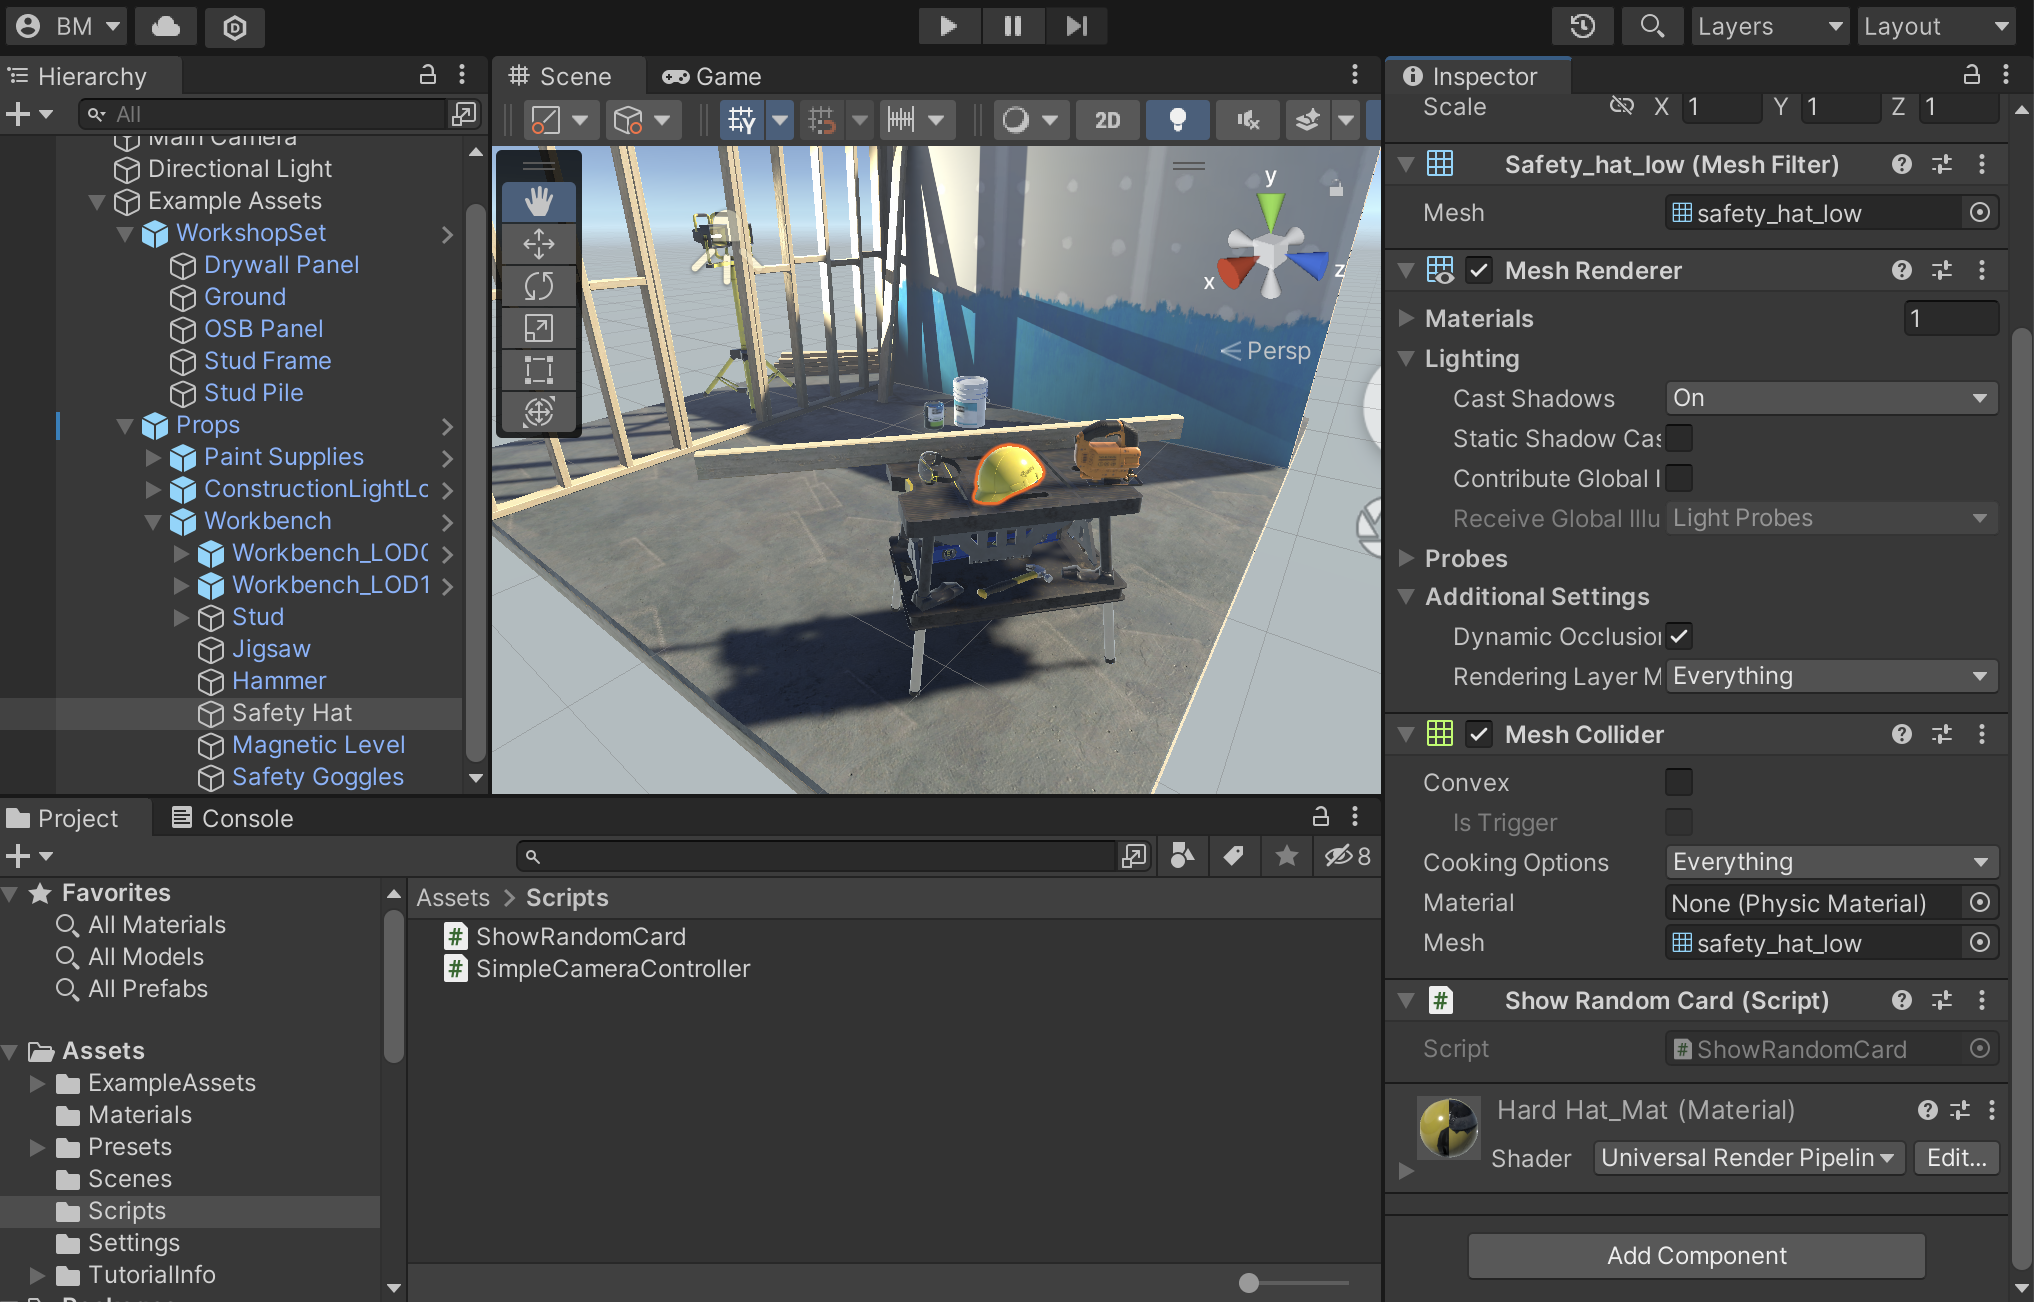 BM
Layers
Layout
Hierarchy
All
Main Camera
Directional Light
Example Assets
WorkshopSet
Drywall Panel
Ground
OSB Panel
Stud Frame
Stud Pile
Props
Paint Supplies
ConstructionLightLo
Workbench
Workbench_LOD0
Workbench_LOD1
Stud
Jigsaw
Hammer
Safety Hat
Magnetic Level
Safety Goggles
Scene
Game
2D
y
x
z
Persp
Inspector
Scale X 1 Y 1 Z 1
Safety_hat_low (Mesh Filter)
Mesh safety_hat_low
Mesh Renderer
Materials 1
Lighting
Cast Shadows On
Static Shadow Cas
Contribute Global I
Receive Global Illu Light Probes
Probes
Additional Settings
Dynamic Occlusion
Rendering Layer M Everything
Mesh Collider
Convex
Is Trigger
Cooking Options Everything
Material None (Physic Material)
Mesh safety_hat_low
Show Random Card (Script)
Script ShowRandomCard
Hard Hat_Mat (Material)
Shader Universal Render Pipelin Edit...
Add Component
Project
Console
8
Favorites
All Materials
All Models
All Prefabs
Assets
ExampleAssets
Materials
Presets
Scenes
Scripts
Settings
TutorialInfo
Assets > Scripts
ShowRandomCard
SimpleCameraController